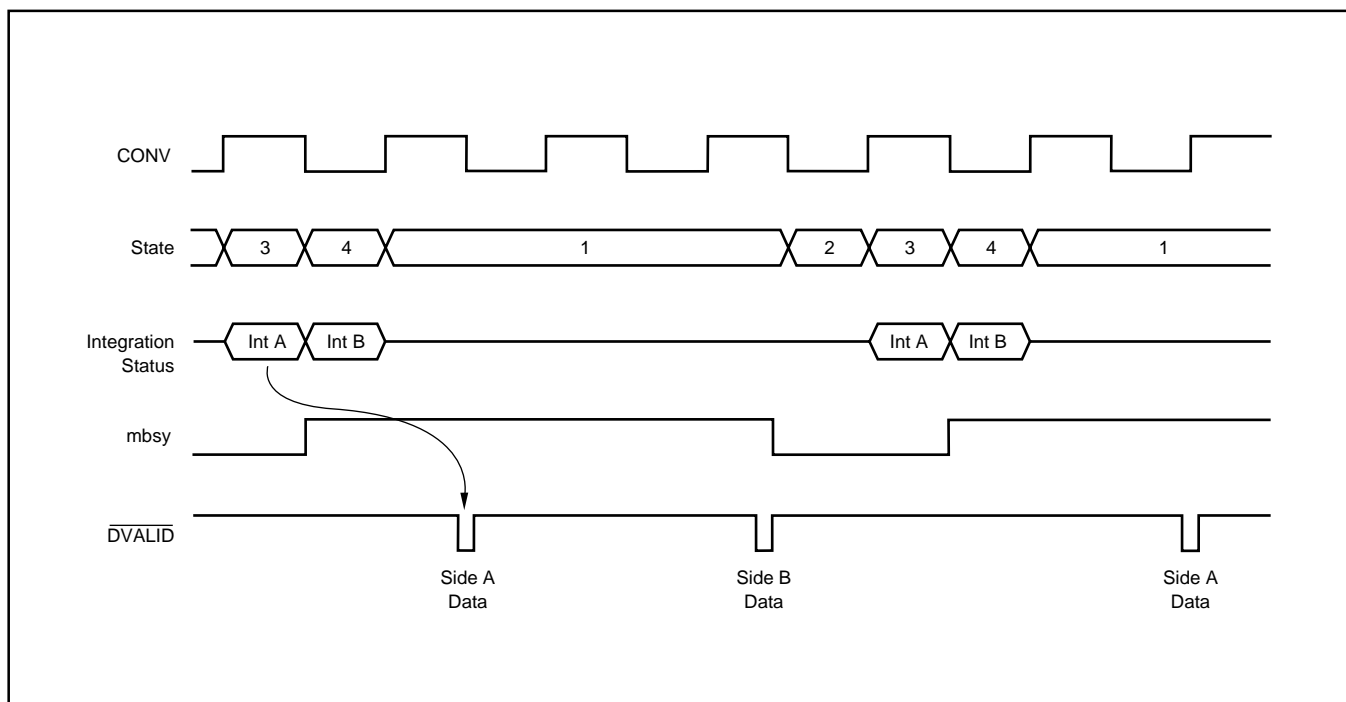 CONV
State
3
4
1
2
3
4
1
Integration
Status
Int A
Int B
Int A
Int B
mbsy
DVALID
Side A
Data
Side B
Data
Side A
Data